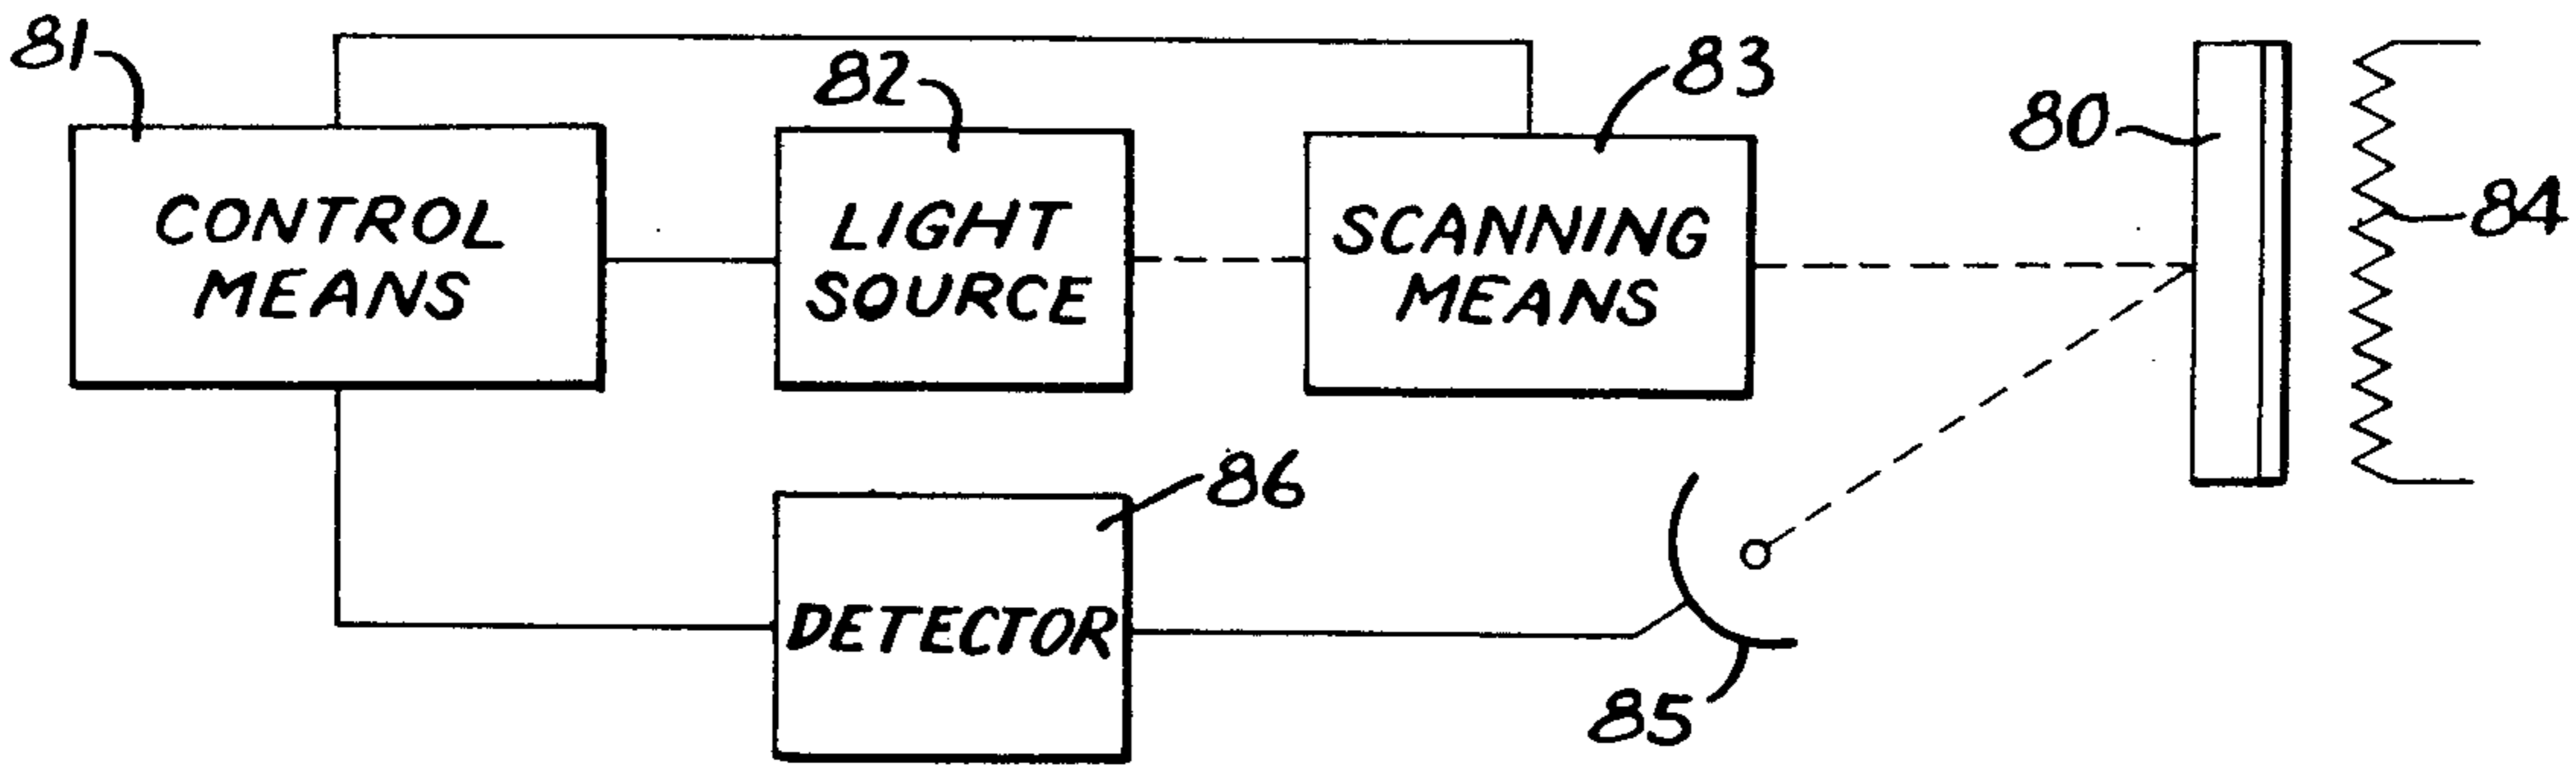 81
82
83
80
84
CONTROL
MEANS
LIGHT
SOURCE
SCANNING
MEANS
86
DETECTOR
85